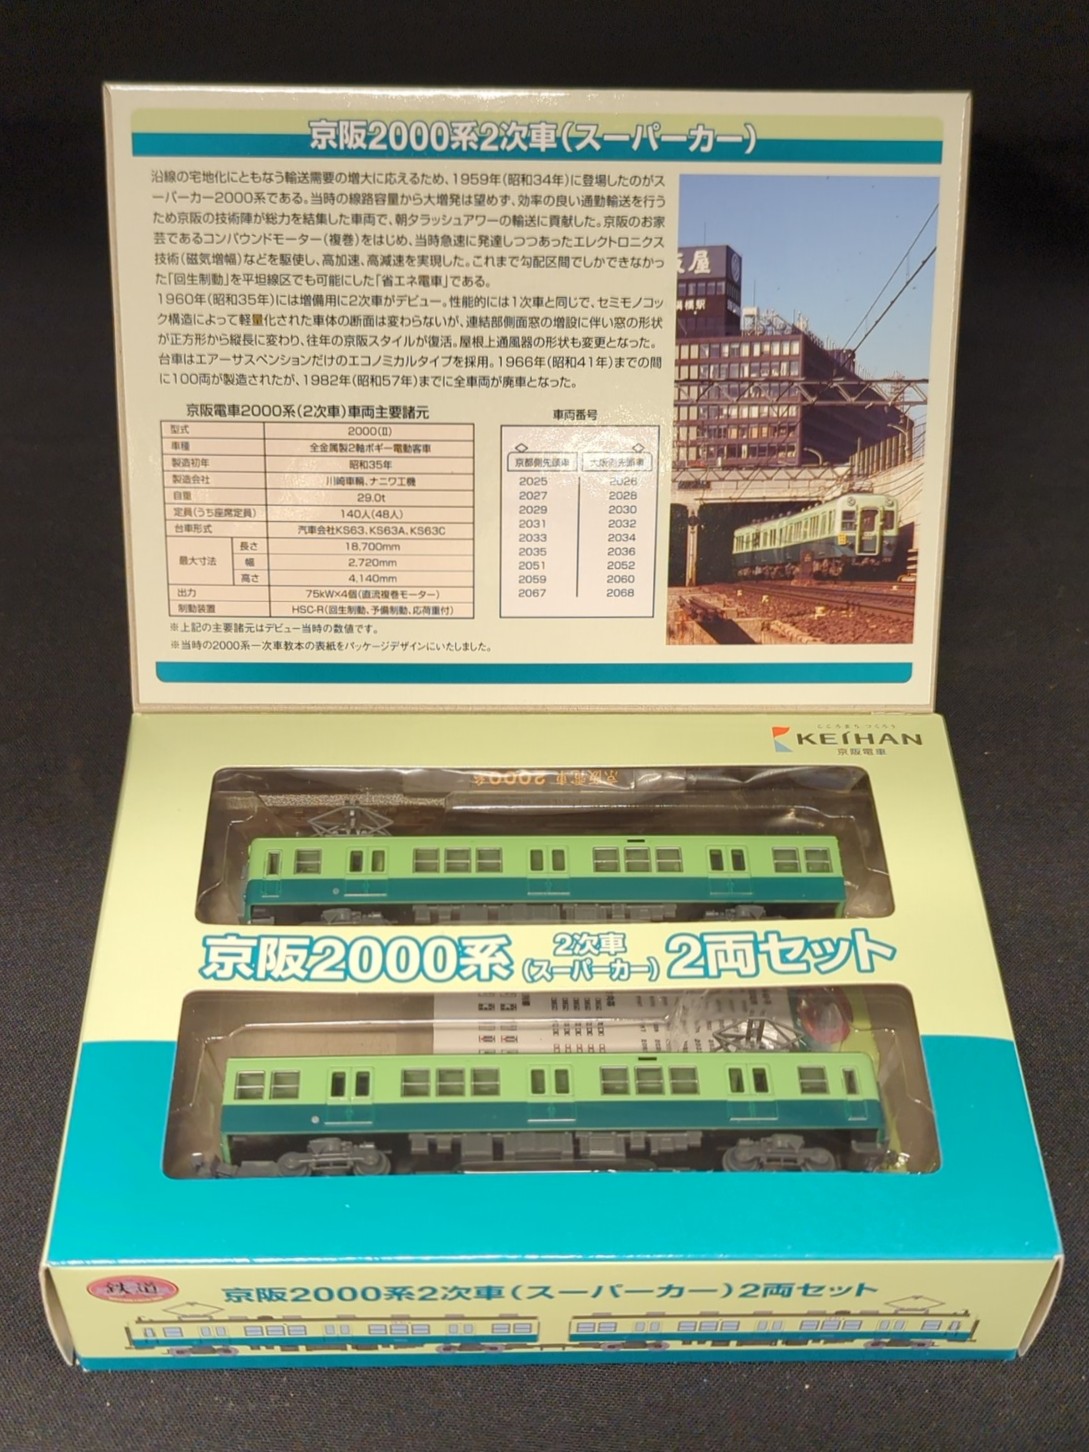 京阪2000系2次車(スーパーカー)
沿線の宅地化にともなう輸送需要の増大に応えるため、1959年(昭和34年)に登場したのがス
ーパーカー2000系である。当時の線路容量から大増発は望めず、効率の良い通勤輸送を行う
ため京阪の技術陣が総力を結集した車両で、朝夕ラッシュアワーの輸送に貢献した。京阪のお家
芸であるコンパウンドモーター(複巻)をはじめ、当時急速に発達しつつあったエレクトロニクス
技術(磁気増幅)などを駆使し、高加速、高減速を実現した。これまで勾配区間でしかできなかっ
た「回生制動」を平坦線区でも可能にした「省エネ電車」である。
1960年(昭和35年)には増備用に2次車がデビュー。性能的には1次車と同じで、セミモノコッ
ク構造によって軽量化された車体の断面は変わらないが、連結部側面窓の増設に伴い窓の形状
が正方形から縦長に変わり、往年の京阪スタイルが復活。屋根上通風器の形状も変更となった。
台車はエアーサスペンションだけのエコノミカルタイプを採用。1966年(昭和41年)までの間
に100両が製造されたが、1982年(昭和57年)までに全車両が廃車となった。
京阪電車2000系(2次車)車両主要諸元
型式 2000(II)
車種 全金属製2軸ボギー電動客車
製造初年 昭和35年
製造会社 川崎車輛、ナニワ工機
自重 29.0t
定員(うち座席定員) 140人(48人)
台車形式 汽車会社KS63、KS63A、KS63C
最大寸法 長さ 18,700mm
幅 2,720mm
高さ 4,140mm
出力 75kW×4個(直流複巻モーター)
制動装置 HSC-R(回生制動、予備制動、応荷重付)
※上記の主要諸元はデビュー当時の数値です。
※当時の2000系一次車教本の表紙をパッケージデザインにいたしました。
車両番号
京都側先頭車 大阪側先頭車
2025 2026
2027 2028
2029 2030
2031 2032
2033 2034
2035 2036
2051 2052
2059 2060
2067 2068
屋
橋駅
こころまちつくろう
KEIHAN
京阪電車
京阪電車 2000系
京阪2000系 2次車(スーパーカー) 2両セット
鉄道
京阪2000系2次車(スーパーカー)2両セット